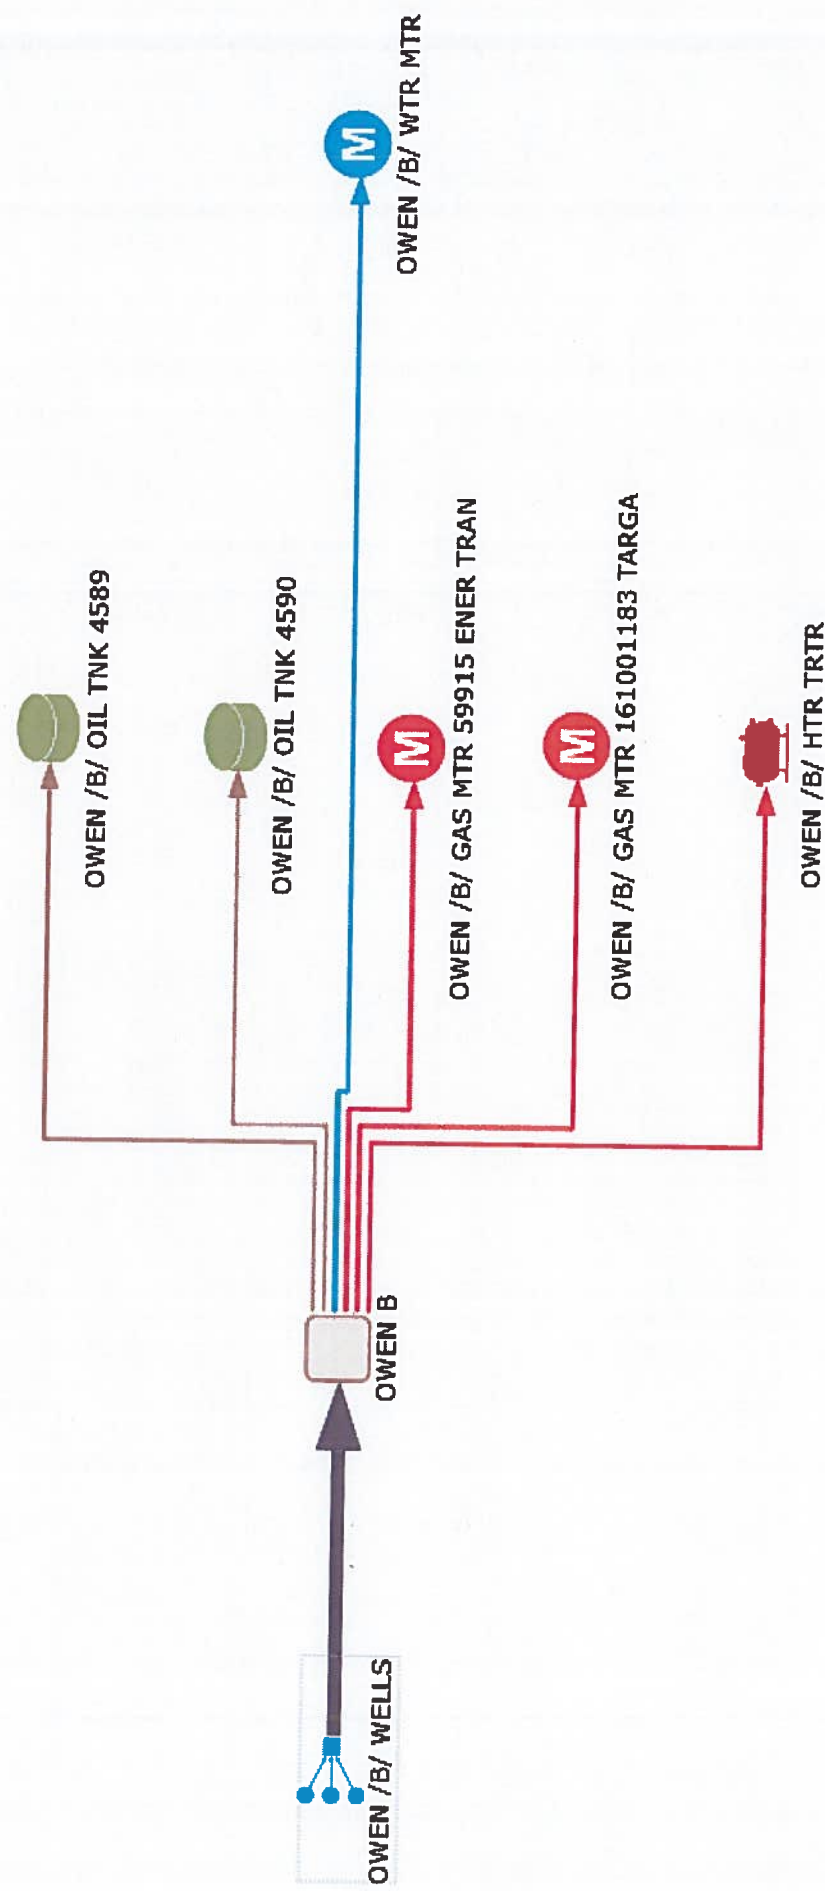 OWEN /B/ WELLS
OWEN B
OWEN /B/ OIL TNK 4589
OWEN /B/ OIL TNK 4590
M
OWEN /B/ WTR MTR
M
OWEN /B/ GAS MTR 59915 ENER TRAN
M
OWEN /B/ GAS MTR 161001183 TARGA
OWEN /B/ HTR TRTR